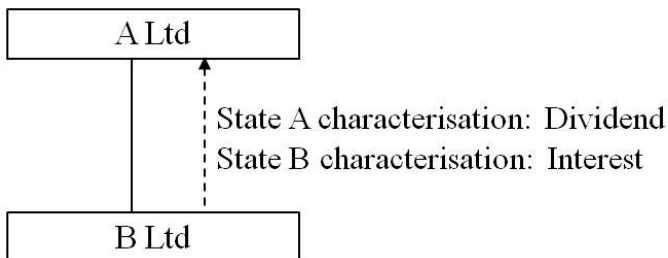 A Ltd
State A characterisation: Dividend
State B characterisation: Interest
B Ltd